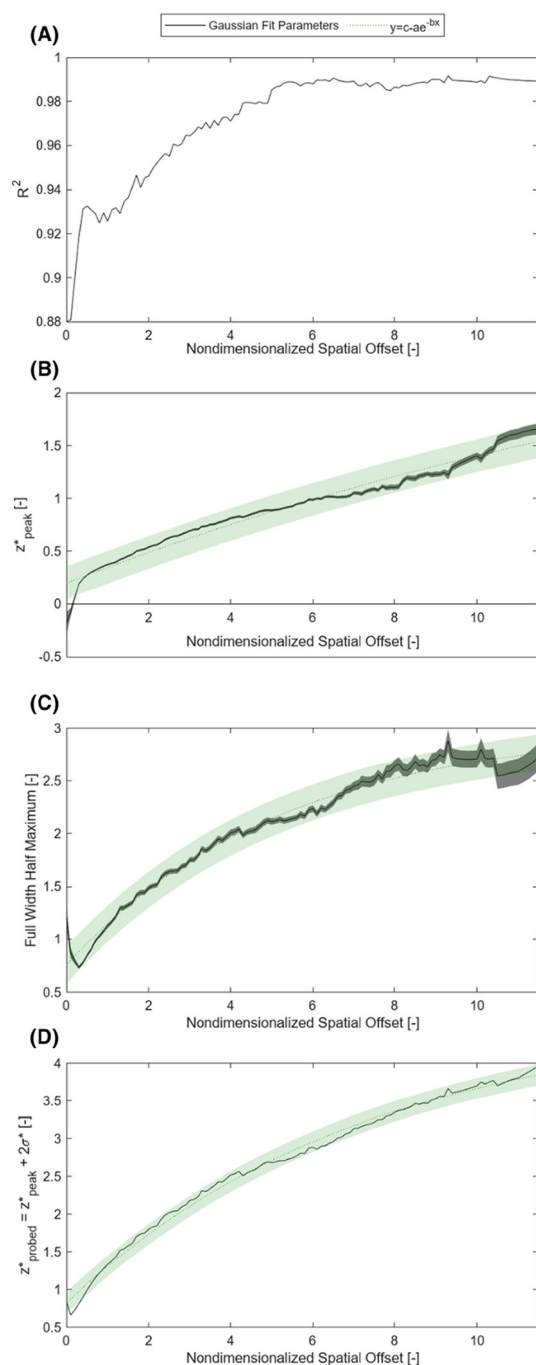 Gaussian Fit Parameters y=c-ae^-bx
(A)
1
0.98
0.96
0.94
0.92
0.9
0.88
R^2
0 2 4 6 8 10
Nondimensionalized Spatial Offset [-]
(B)
2
1.5
1
0.5
0
-0.5
z*peak [-]
0 2 4 6 8 10
Nondimensionalized Spatial Offset [-]
(C)
3
2.5
2
1.5
1
0.5
Full Width Half Maximum [-]
0 2 4 6 8 10
Nondimensionalized Spatial Offset [-]
(D)
4
3.5
3
2.5
2
1.5
1
0.5
0
z*probed = z*peak + 2σ* [-]
0 2 4 6 8 10
Nondimensionalized Spatial Offset [-]